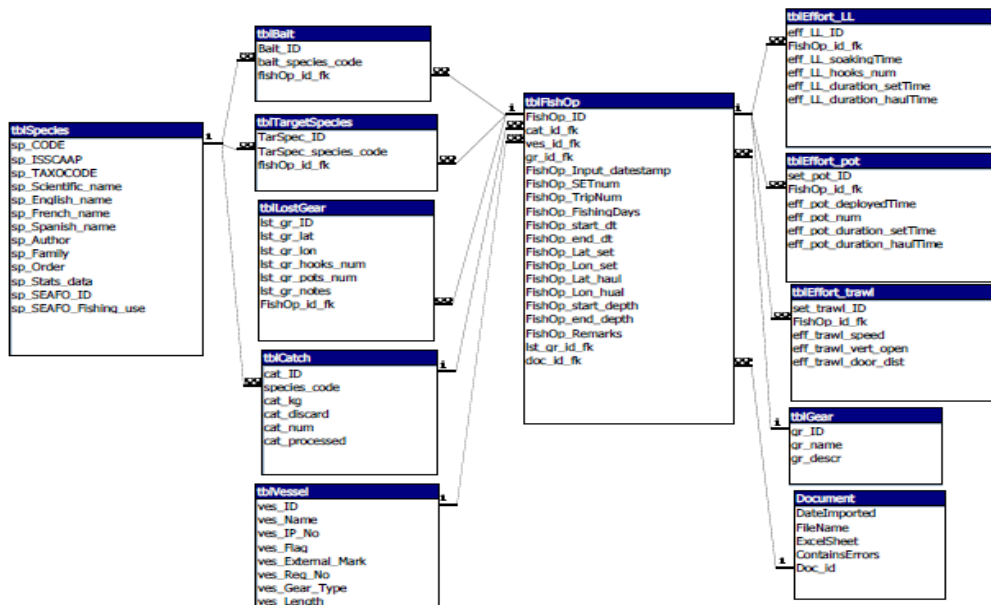 tblSpecies
sp_CODE
sp_ISSCAAP
sp_TAXOCODE
sp_Scientific_name
sp_English_name
sp_French_name
sp_Spanish_name
sp_Author
sp_Family
sp_Order
sp_Stats_data
sp_SEAFO_ID
sp_SEAFO_Fishing_use
tblBait
Bait_ID
bait_species_code
fishOp_id_fk
tblTargetSpecies
TarSpec_ID
TarSpec_species_code
fishOp_id_fk
tblLostGear
lst_gr_ID
lst_gr_lat
lst_gr_lon
lst_gr_hooks_num
lst_gr_pots_num
lst_gr_notes
FishOp_id_fk
tblCatch
cat_ID
species_code
cat_kg
cat_discard
cat_num
cat_processed
tblVessel
ves_ID
ves_Name
ves_IP_No
ves_Flag
ves_External_Mark
ves_Reg_No
ves_Gear_Type
ves_Length
tblFishOp
FishOp_ID
cat_id_fk
ves_id_fk
gr_id_fk
FishOp_Input_datestamp
FishOp_SETnum
FishOp_TripNum
FishOp_FishingDays
FishOp_start_dt
FishOp_end_dt
FishOp_Lat_set
FishOp_Lon_set
FishOp_Lat_haul
FishOp_Lon_hual
FishOp_start_depth
FishOp_end_depth
FishOp_Remarks
lst_gr_id_fk
doc_id_fk
tblEffort_LL
eff_LL_ID
FishOp_id_fk
eff_LL_soakingTime
eff_LL_hooks_num
eff_LL_duration_setTime
eff_LL_duration_haulTime
tblEffort_pot
set_pot_ID
FishOp_id_fk
eff_pot_deployedTime
eff_pot_num
eff_pot_duration_setTime
eff_pot_duration_haulTime
tblEffort_trawl
set_trawl_ID
FishOp_id_fk
eff_trawl_speed
eff_trawl_vert_open
eff_trawl_door_dist
tblGear
gr_ID
gr_name
gr_descr
Document
DateImported
FileName
ExcelSheet
ContainsErrors
Doc_id